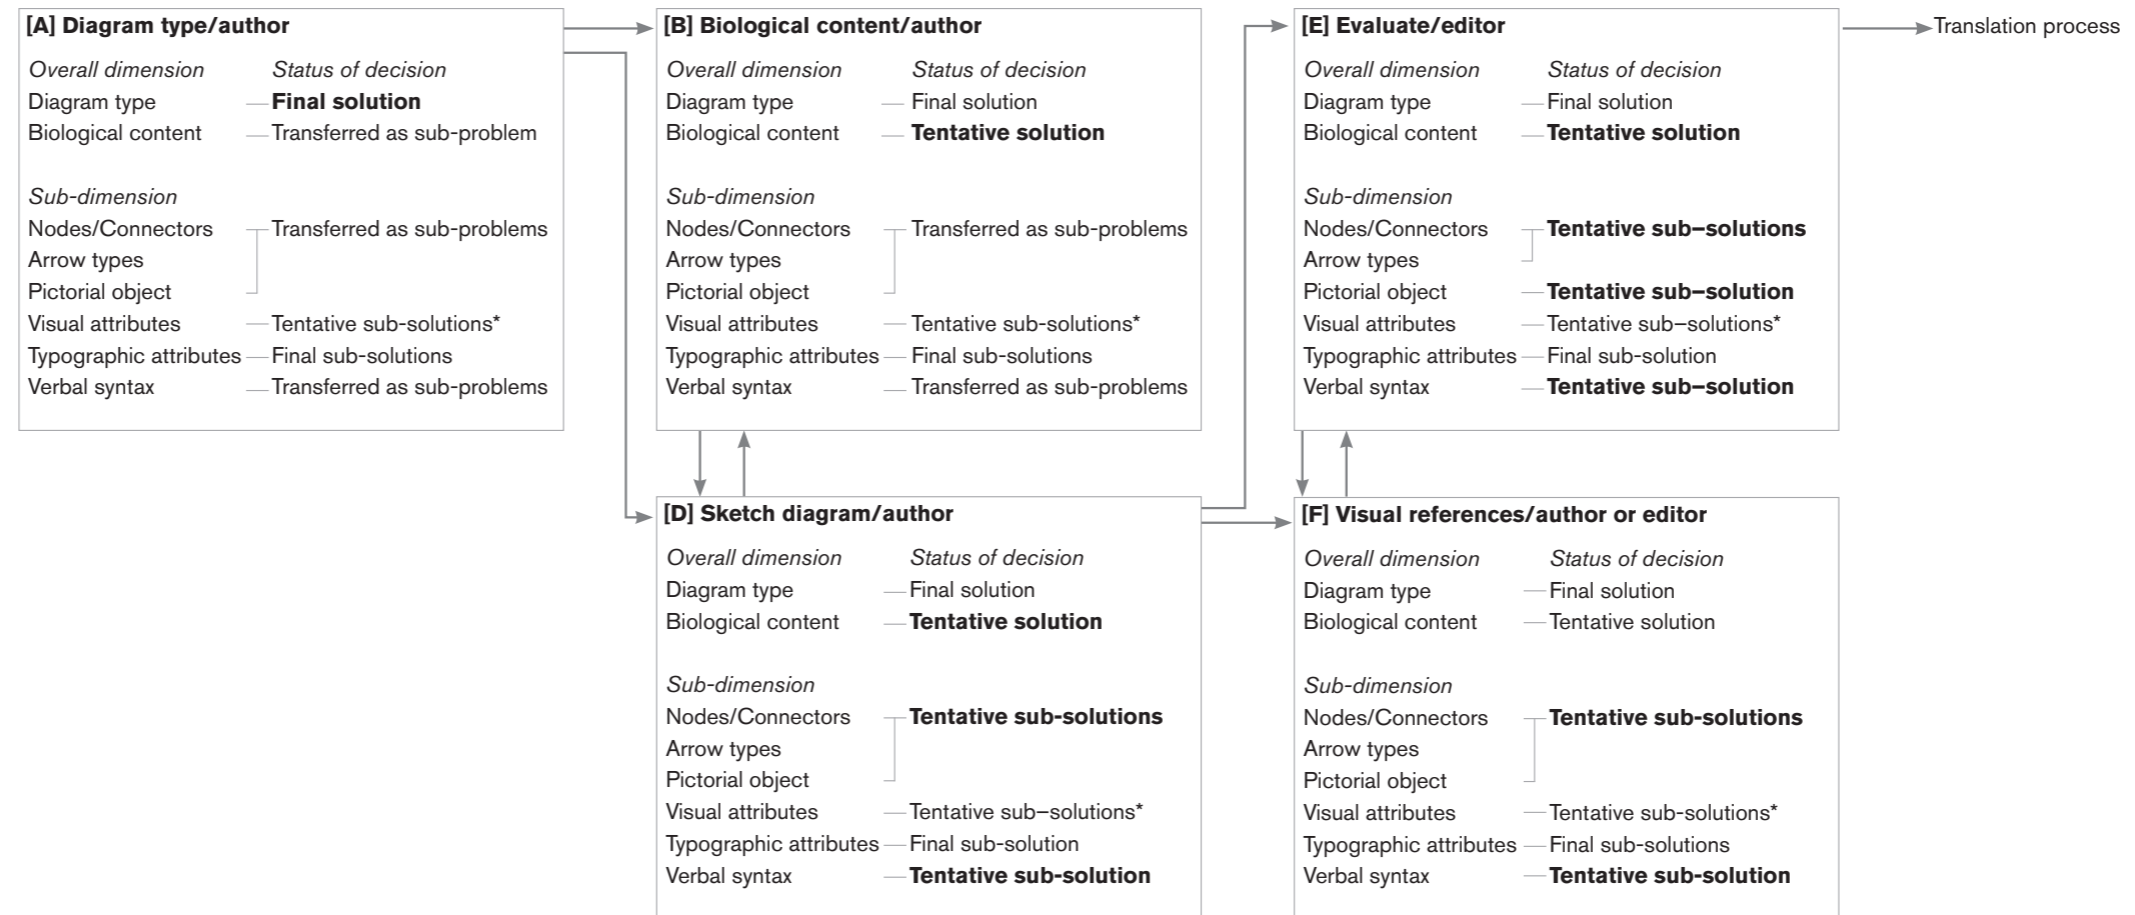 [A] Diagram type/author
Overall dimension Status of decision
Diagram type Final solution
Biological content Transferred as sub-problem
Sub-dimension
Nodes/Connectors Transferred as sub-problems
Arrow types
Pictorial object
Visual attributes Tentative sub-solutions*
Typographic attributes Final sub-solutions
Verbal syntax Transferred as sub-problems
[B] Biological content/author
Overall dimension Status of decision
Diagram type Final solution
Biological content Tentative solution
Sub-dimension
Nodes/Connectors Transferred as sub-problems
Arrow types
Pictorial object
Visual attributes Tentative sub-solutions*
Typographic attributes Final sub-solutions
Verbal syntax Transferred as sub-problems
[D] Sketch diagram/author
Overall dimension Status of decision
Diagram type Final solution
Biological content Tentative solution
Sub-dimension
Nodes/Connectors Tentative sub-solutions
Arrow types
Pictorial object
Visual attributes Tentative sub–solutions*
Typographic attributes Final sub-solution
Verbal syntax Tentative sub-solution
[E] Evaluate/editor
Overall dimension Status of decision
Diagram type Final solution
Biological content Tentative solution
Sub-dimension
Nodes/Connectors Tentative sub–solutions
Arrow types
Pictorial object Tentative sub–solution
Visual attributes Tentative sub–solutions*
Typographic attributes Final sub-solution
Verbal syntax Tentative sub–solution
[F] Visual references/author or editor
Overall dimension Status of decision
Diagram type Final solution
Biological content Tentative solution
Sub-dimension
Nodes/Connectors Tentative sub-solutions
Arrow types
Pictorial object
Visual attributes Tentative sub-solutions*
Typographic attributes Final sub-solutions
Verbal syntax Tentative sub-solution
Translation process